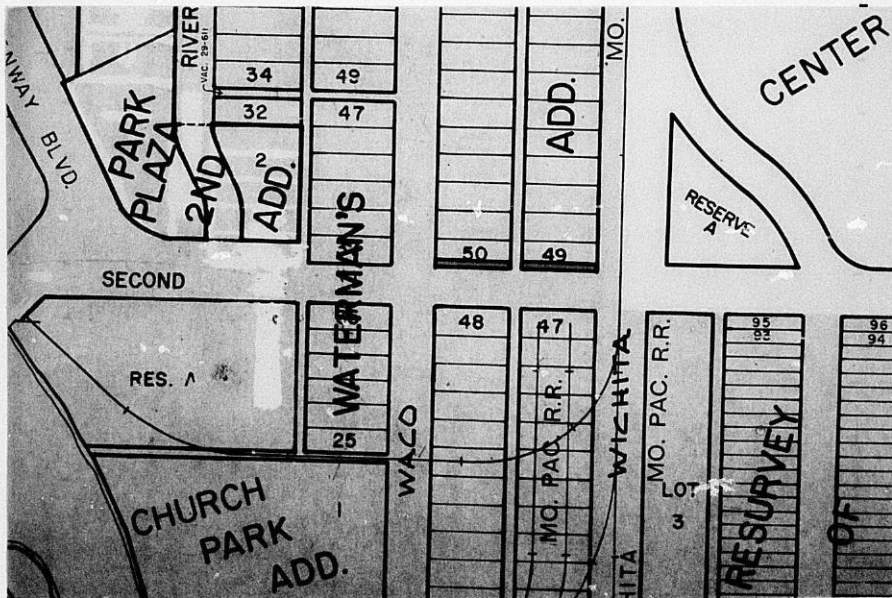 RIVER
VAC. 29-611
MO.
CENTER
34
49
32
47
ADD.
NWAY BLVD.
PARK
PLAZA
2ND
2
ADD.
WATERMAN'S
RESERVE
A
50
49
SECOND
48
47
95
93
96
94
RES. A
25
WACO
MO. PAC. R.R.
WICHITA
MO. PAC. R.R.
LOT
3
RESURVEY
OF
CHURCH
PARK
ADD.
1
HITA